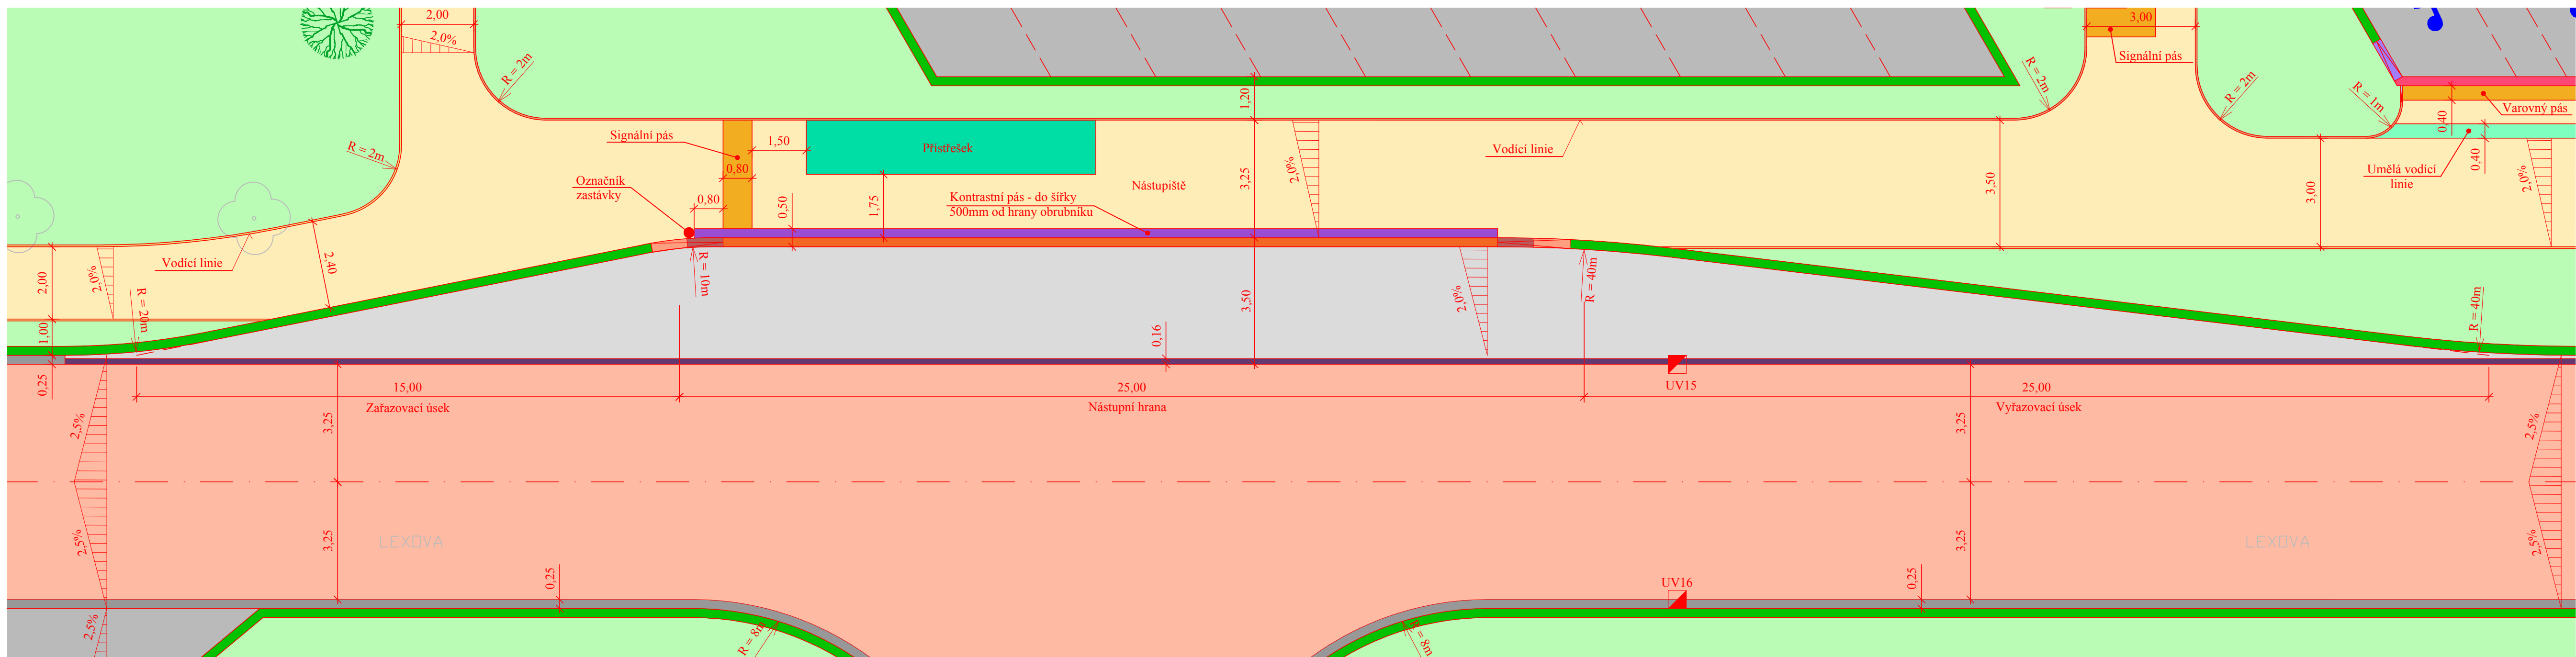 2,00
3,00
2,0%
Signální pás
R = 2m
R = 2m
R = 2m
R = 1m
1,20
Varovný pás
0,40
Signální pás
1,50
Přístřešek
Vodící linie
R = 2m
0,80
2,0%
0,40
Umělá vodící
linie
2,0%
Označník
zastávky
Nástupiště
3,25
3,50
3,00
0,80
0,50
1,75
Kontrastní pás - do šířky
500mm od hrany obrubníku
Vodící linie
2,40
2,00
2,0%
R = 20m
R = 10m
R = 40m
2,0%
3,50
R = 40m
1,00
0,16
0,25
15,00
25,00
UV15
25,00
Zařazovací úsek
Nástupní hrana
Vyřazovací úsek
2,5%
3,25
3,25
2,5%
2,5%
3,25
LEXOVA
3,25
LEXOVA
2,5%
0,25
UV16
0,25
2,5%
R = 8m
R = 8m